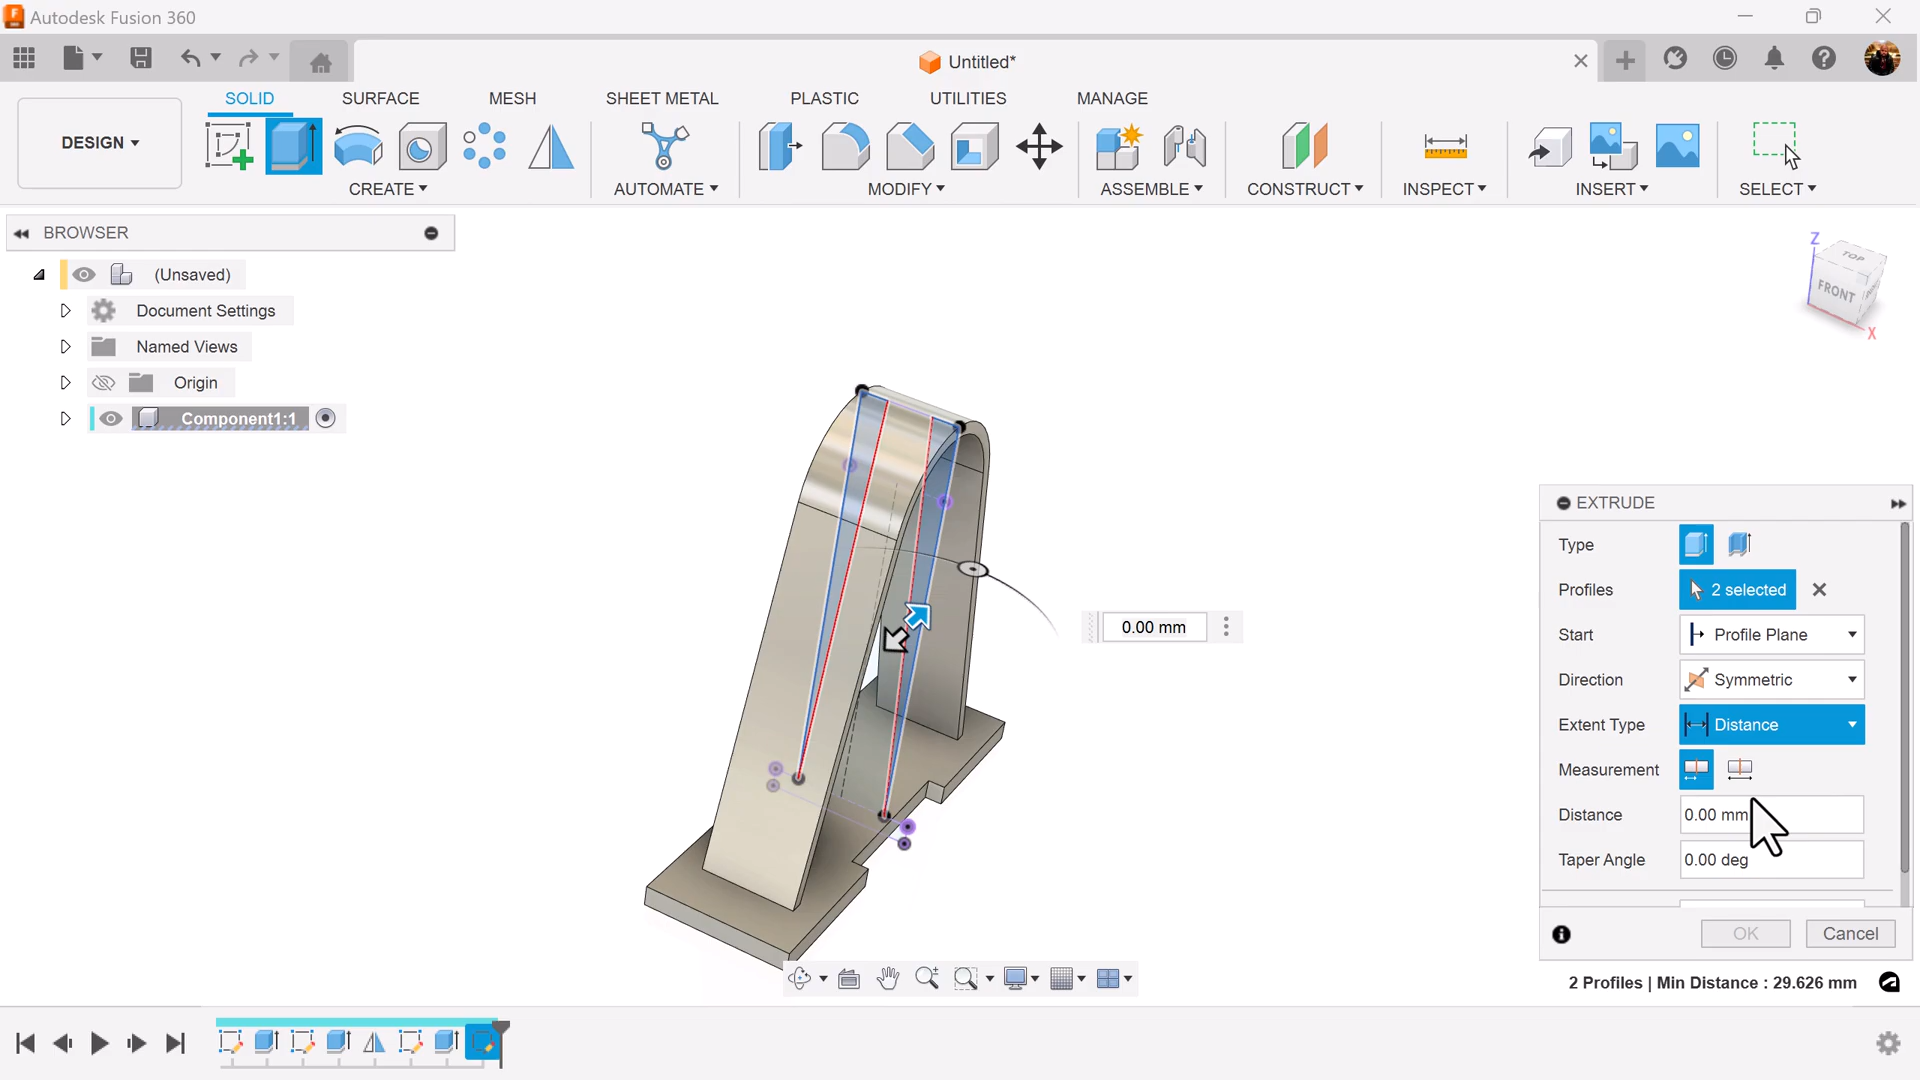 Autodesk Fusion 360
Untitled*
SOLID
SURFACE
MESH
SHEET METAL
PLASTIC
UTILITIES
MANAGE
DESIGN
CREATE
AUTOMATE
MODIFY
ASSEMBLE
CONSTRUCT
INSPECT
INSERT
SELECT
BROWSER
(Unsaved)
Document Settings
Named Views
Origin
Component1:1
Z
TOP
FRONT
X
0.00 mm
EXTRUDE
Type
Profiles
2 selected
Start
Profile Plane
Direction
Symmetric
Extent Type
Distance
Measurement
Distance
0.00 mm
Taper Angle
0.00 deg
OK
Cancel
2 Profiles | Min Distance : 29.626 mm